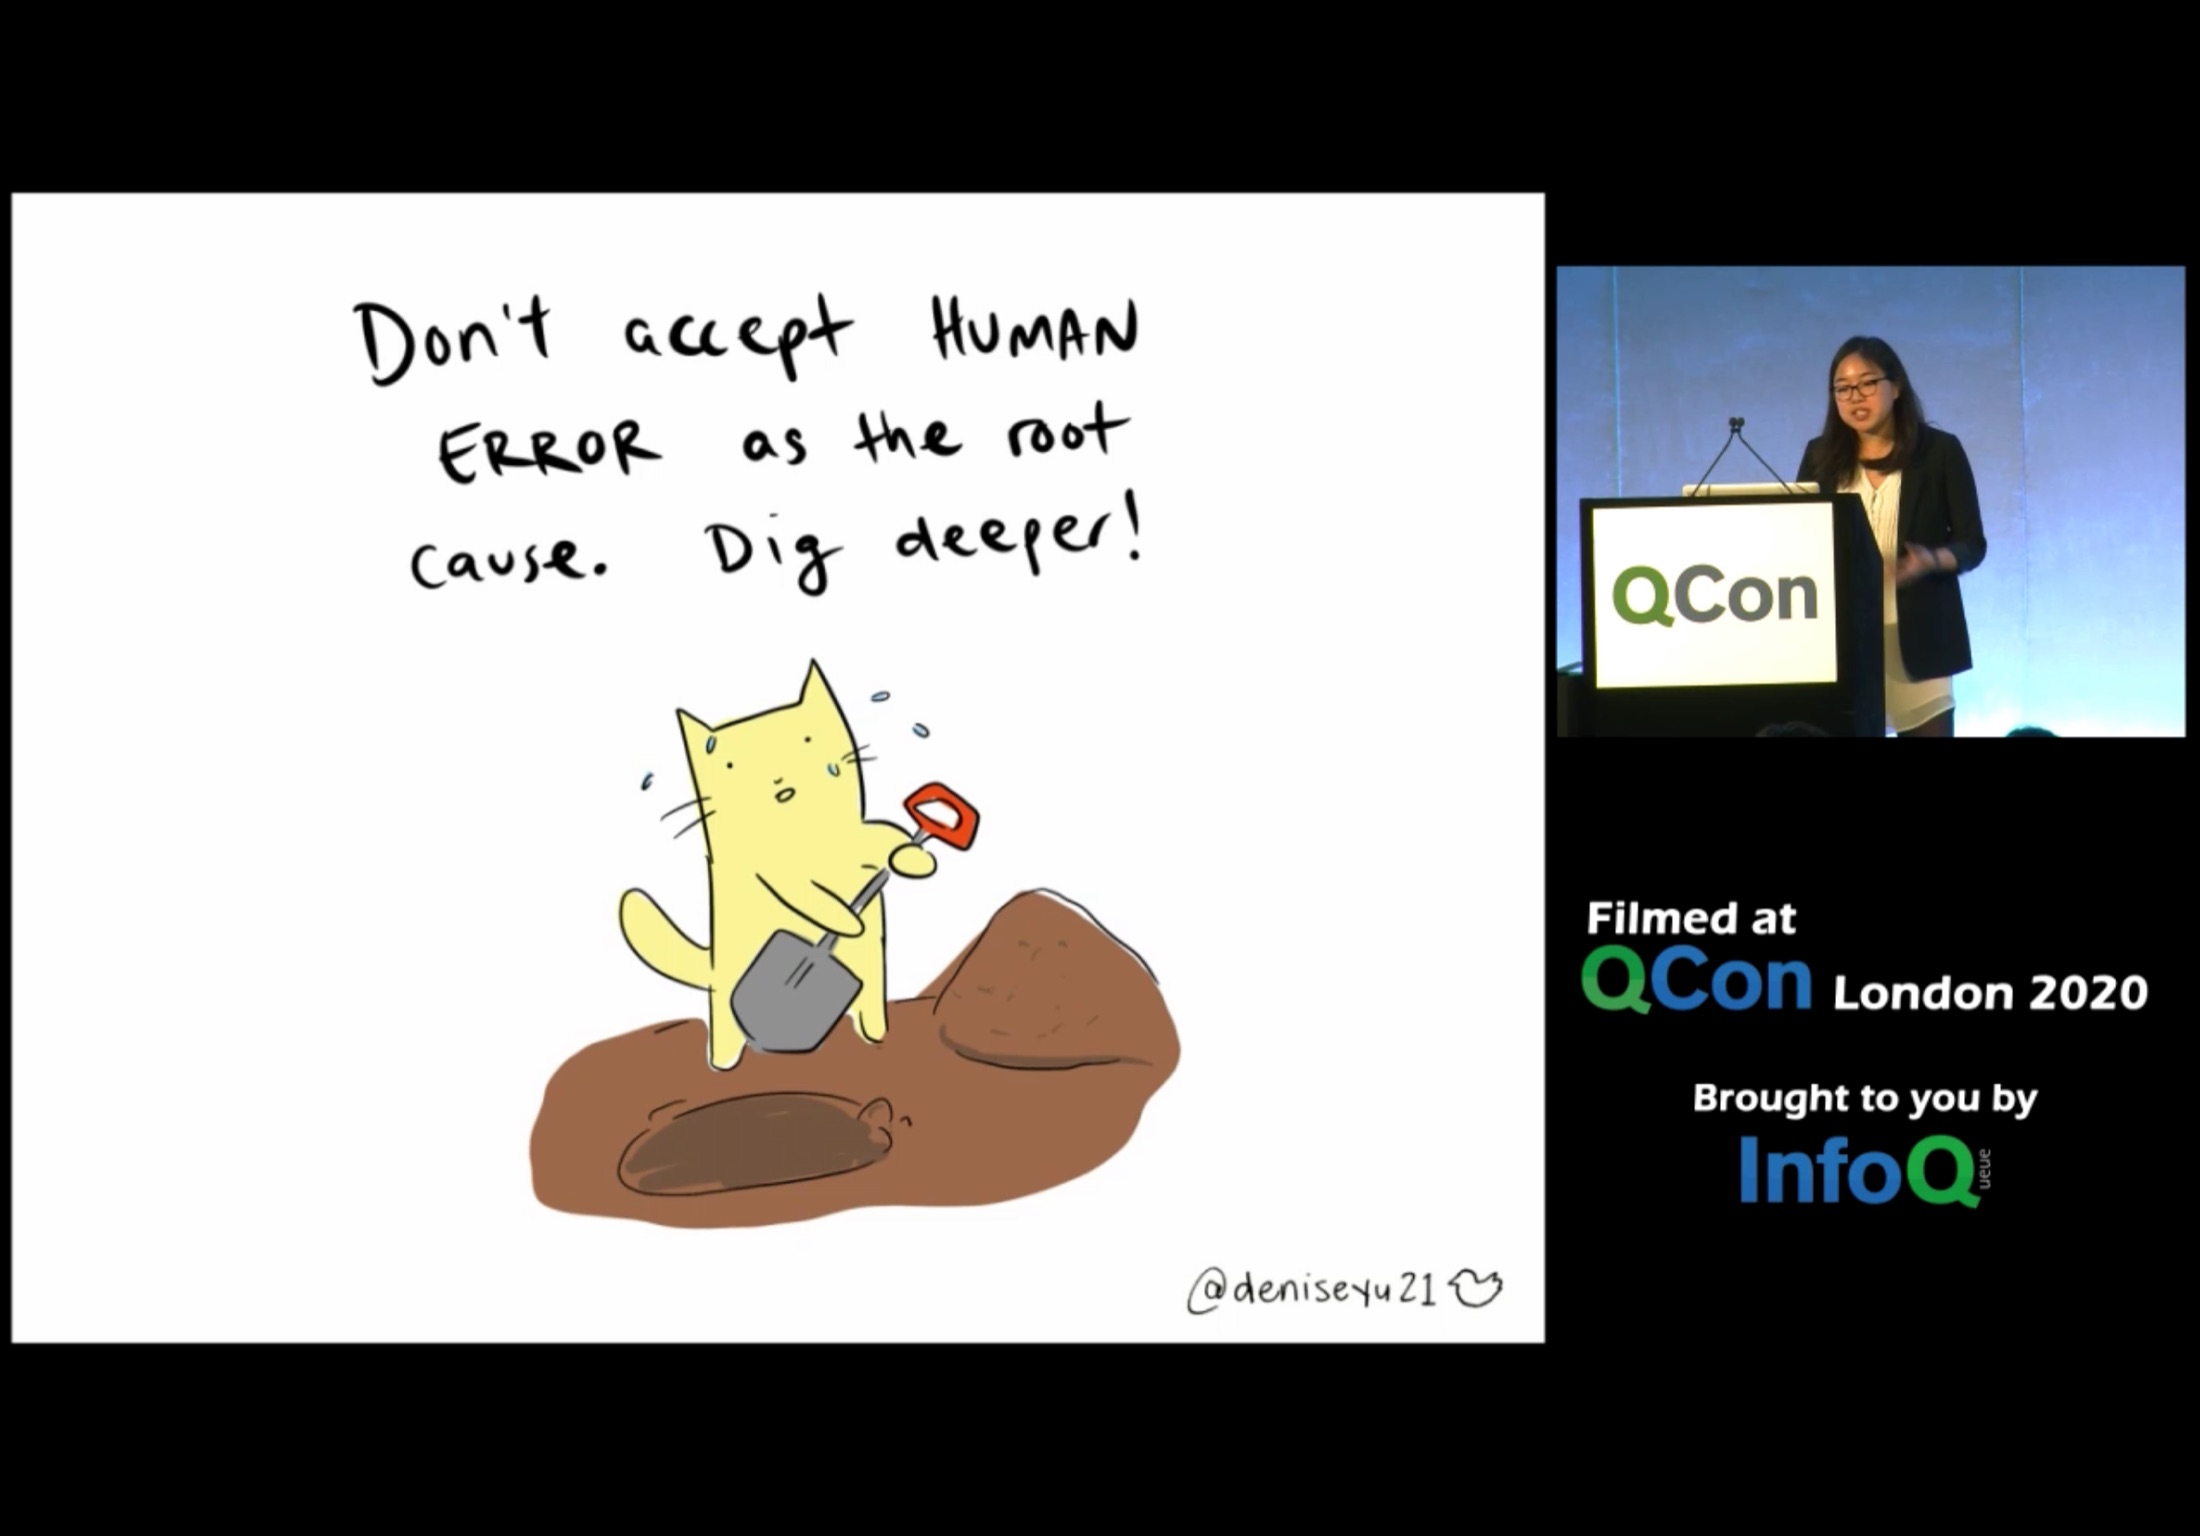 Don't accept HUMAN
ERROR as the root
cause. Dig deeper!
@deniseyu21
QCon
Filmed at
QCon London 2020
Brought to you by
InfoQ
ueue